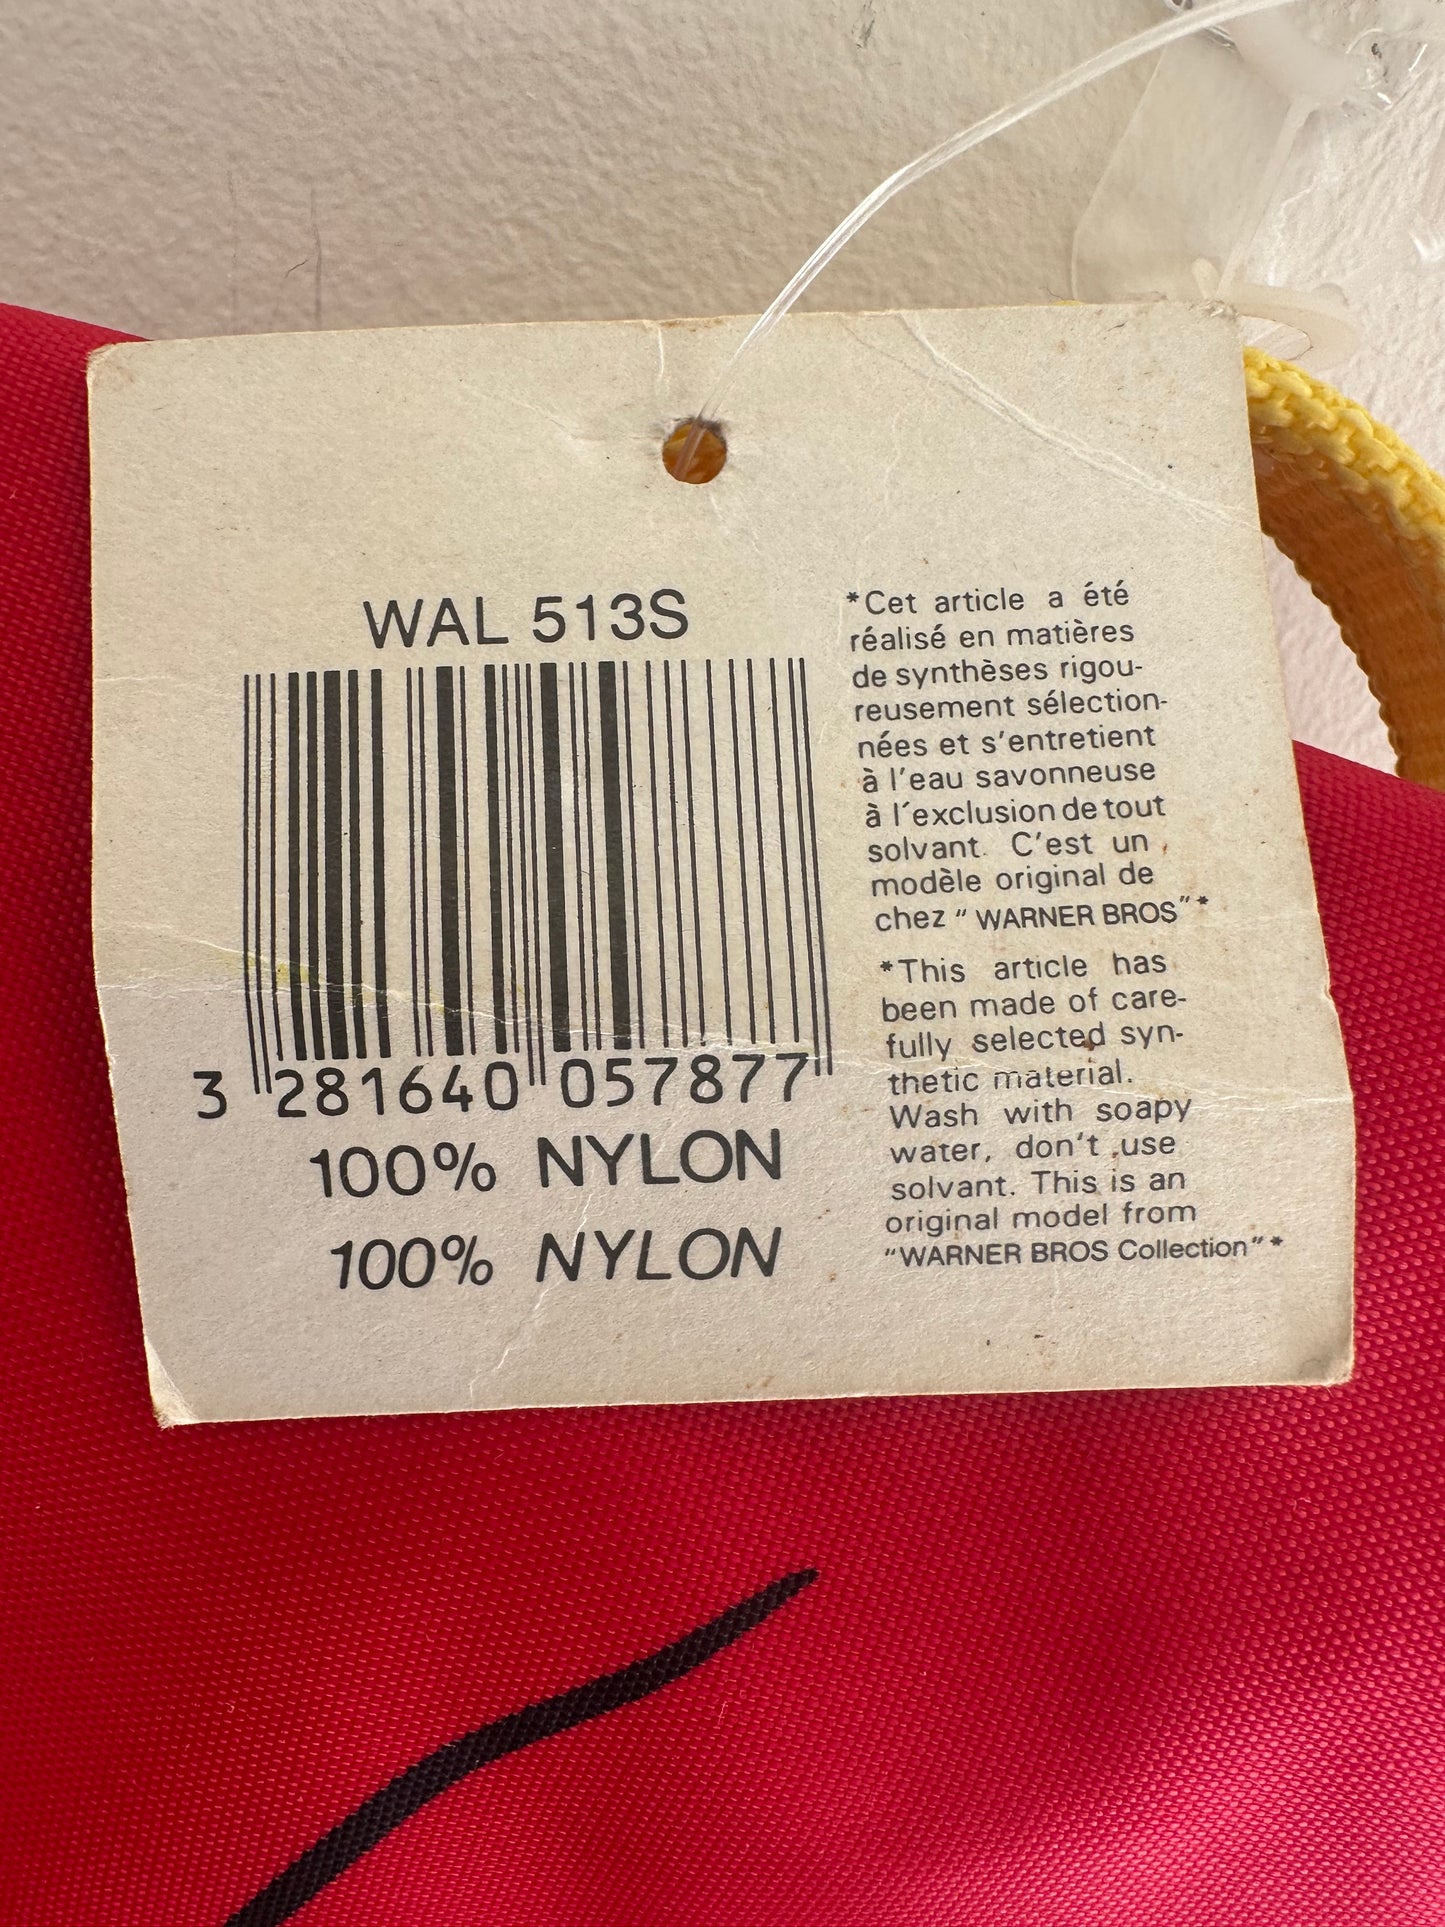 WAL 513S
3 281640 057877
100% NYLON
100% NYLON
*Cet article a été
réalisé en matières
de synthèses rigou-
reusement sélection-
nées et s'entretient
à l'eau savonneuse
à l'exclusion de tout
solvant. C'est un
modèle original de
chez "WARNER BROS"*
*This article has
been made of care-
fully selected syn-
thetic material.
Wash with soapy
water, don't use
solvant. This is an
original model from
"WARNER BROS Collection"*